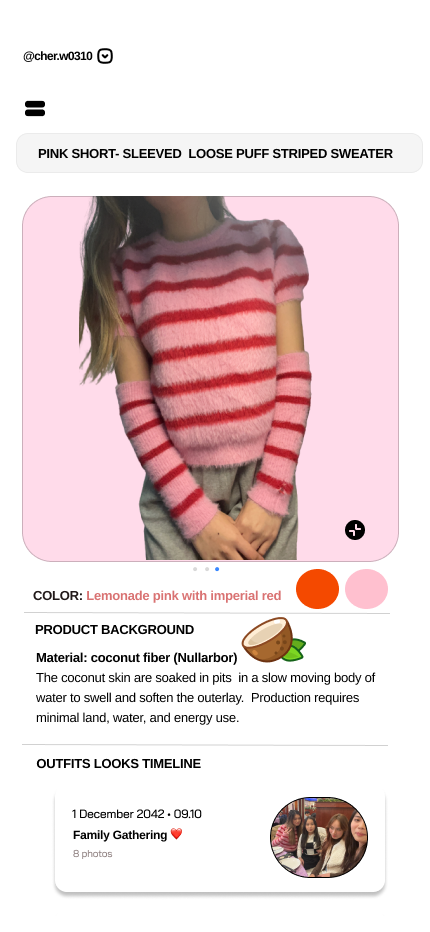 @cher.w0310
PINK SHORT- SLEEVED  LOOSE PUFF STRIPED SWEATER
COLOR: Lemonade pink with imperial red
PRODUCT BACKGROUND
Material: coconut fiber (Nullarbor)
The coconut skin are soaked in pits  in a slow moving body of
water to swell and soften the outerlay.  Production requires
minimal land, water, and energy use.
OUTFITS LOOKS TIMELINE
1 December 2042 • 09.10
Family Gathering ❤️
8 photos